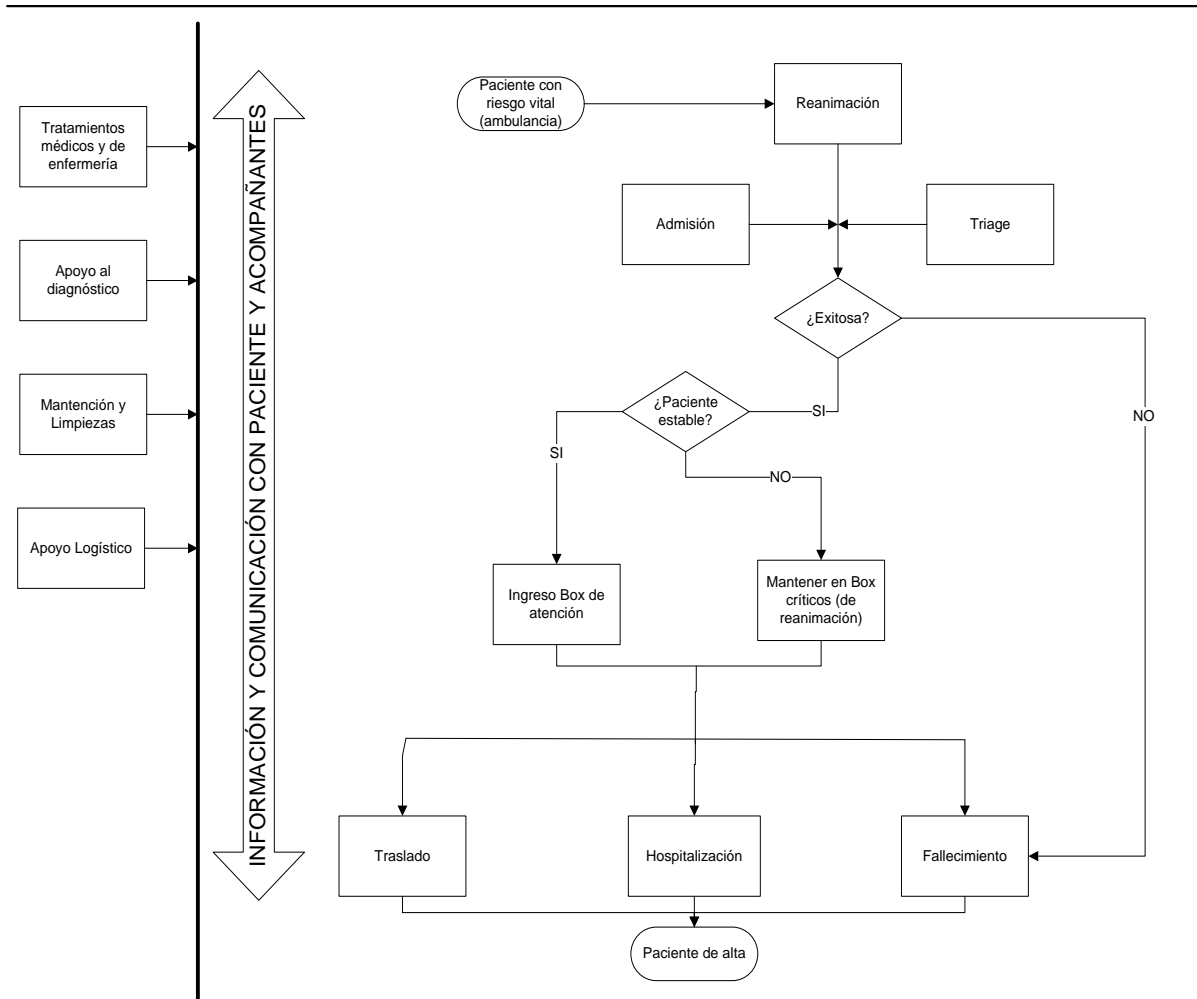 Paciente con
riesgo vital
(ambulancia)
Reanimación
Tratamientos
médicos y de
enfermería
Admisión
Triage
Apoyo al
diagnóstico
¿Exitosa?
INFORMACIÓN Y COMUNICACIÓN CON PACIENTE Y ACOMPAÑANTES
Mantención y
Limpiezas
¿Paciente
estable?
SI
NO
SI
NO
Apoyo Logístico
Ingreso Box de
atención
Mantener en Box
críticos (de
reanimación)
Traslado
Hospitalización
Fallecimiento
Paciente de alta